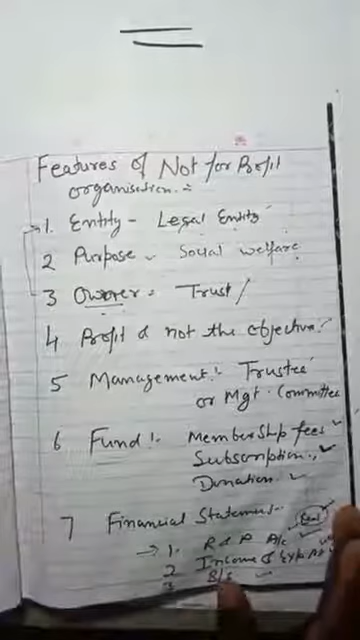 Features of Not for Profit
organisation :-
1. Entity - Legal Entity
2 Purpose - Social welfare
3 Owner - Trust /
4 Profit is not the objective.
5 Management :- Trustee
or Mgt. Committee
6 Fund :- Membership fees
Subscription,
Donation
7 Financial Statement-
→ 1. R & P A/c
2 Income & Exp A/c
3 B/S